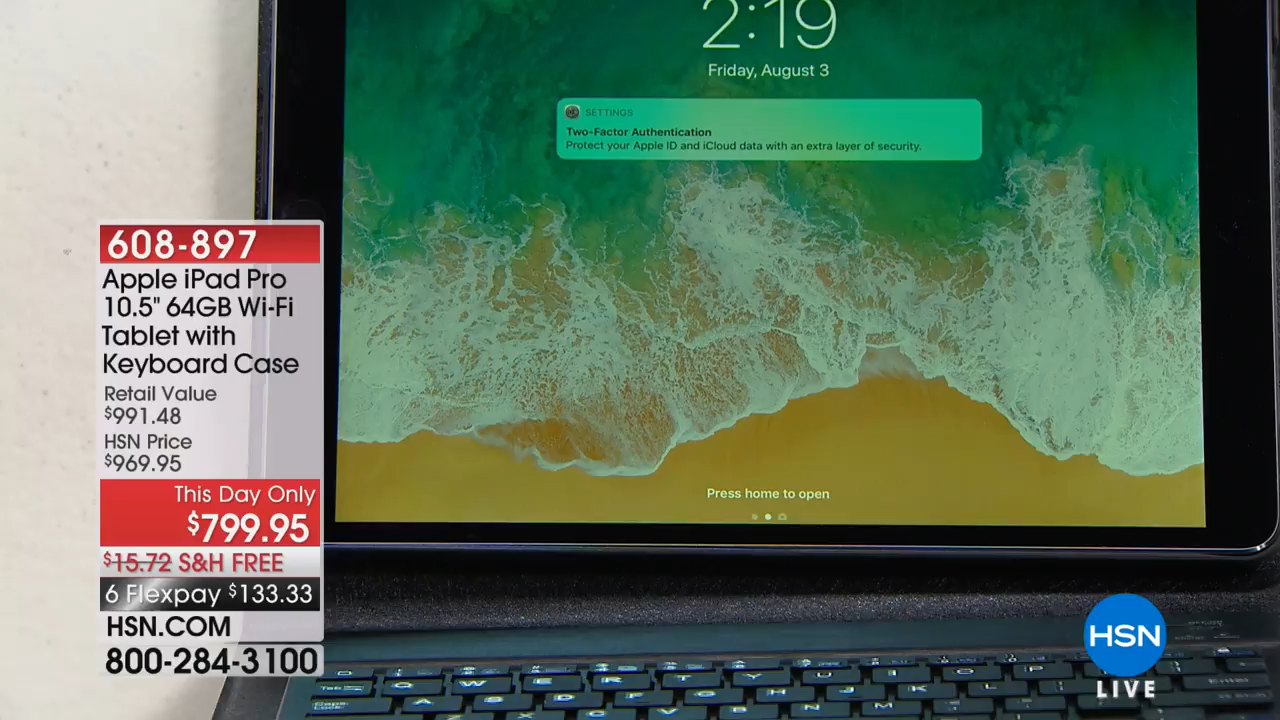 2:19
Friday, August 3
SETTINGS
Two-Factor Authentication
Protect your Apple ID and iCloud data with an extra layer of security.
Press home to open
608-897
Apple iPad Pro
10.5" 64GB Wi-Fi
Tablet with
Keyboard Case
Retail Value
$991.48
HSN Price
$969.95
This Day Only
$799.95
$15.72 S&H FREE
6 Flexpay $133.33
HSN.COM
800-284-3100
HSN
LIVE
Tab Q W E R T Y U I O P
Caps Lock A S D F G H J K L
X C V B N M